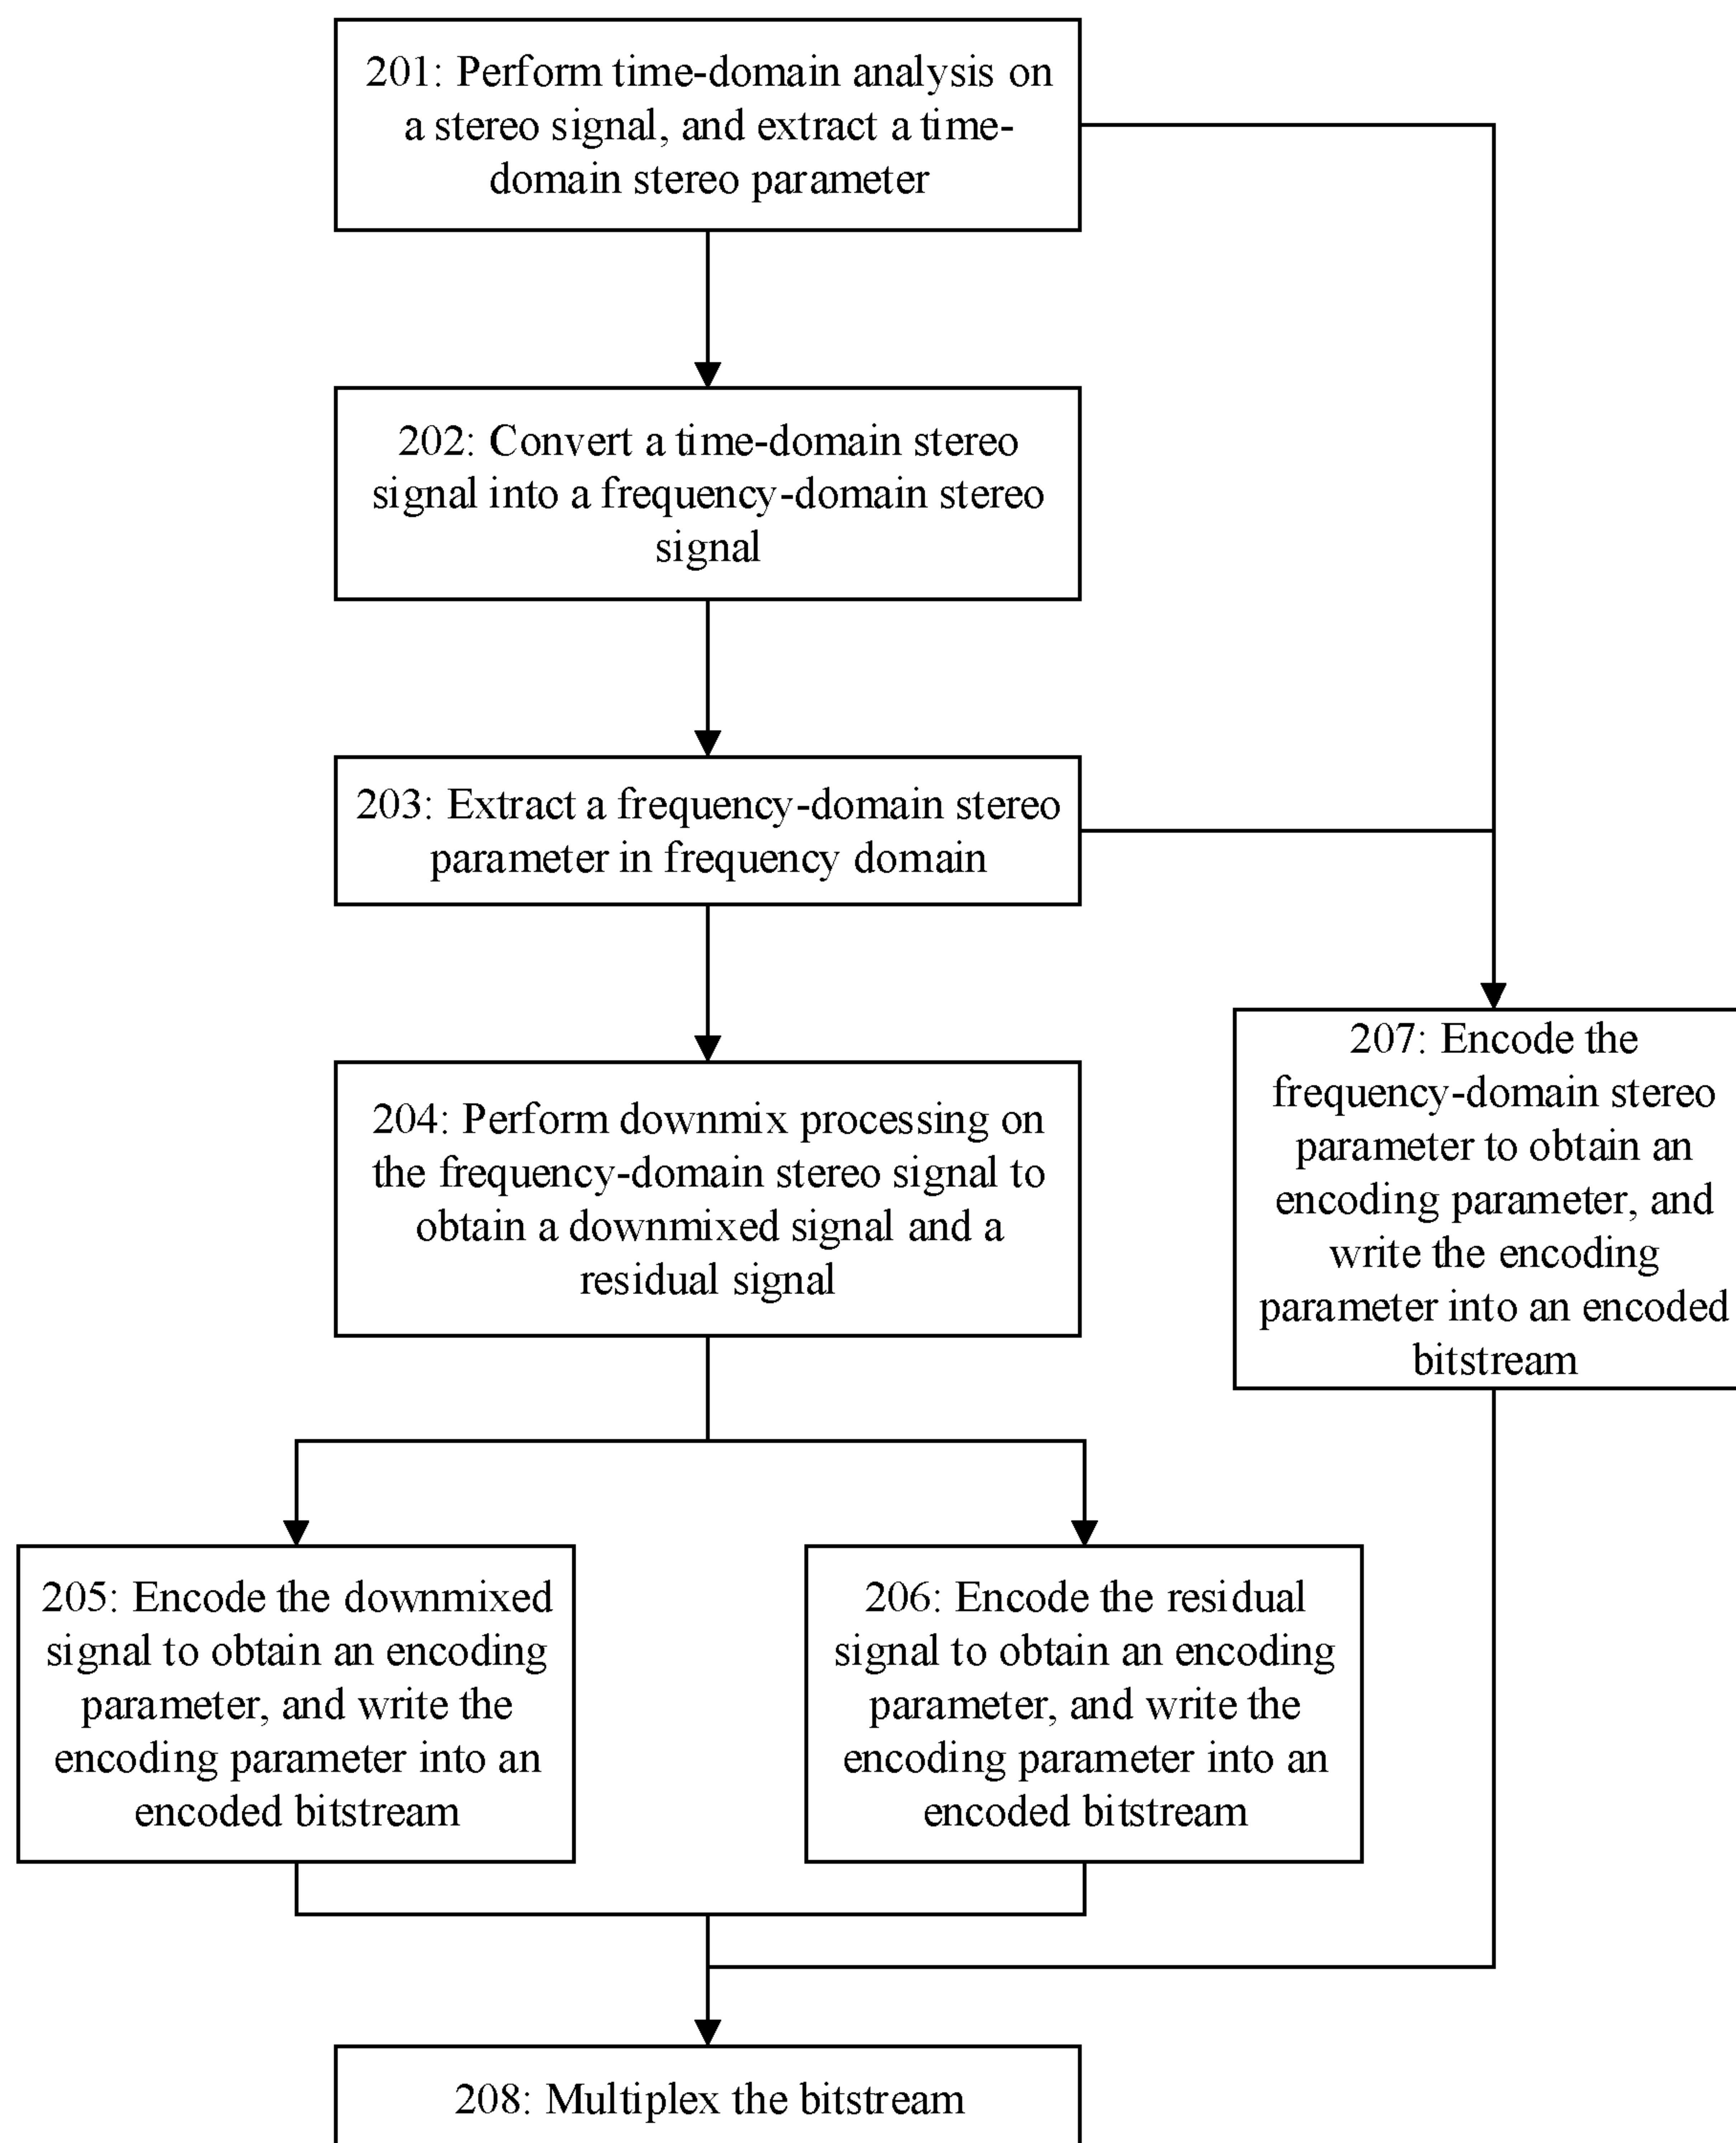 201: Perform time-domain analysis on
a stereo signal, and extract a time-
domain stereo parameter
202: Convert a time-domain stereo
signal into a frequency-domain stereo
signal
203: Extract a frequency-domain stereo
parameter in frequency domain
204: Perform downmix processing on
the frequency-domain stereo signal to
obtain a downmixed signal and a
residual signal
207: Encode the
frequency-domain stereo
parameter to obtain an
encoding parameter, and
write the encoding
parameter into an encoded
bitstream
205: Encode the downmixed
signal to obtain an encoding
parameter, and write the
encoding parameter into an
encoded bitstream
206: Encode the residual
signal to obtain an encoding
parameter, and write the
encoding parameter into an
encoded bitstream
208: Multiplex the bitstream